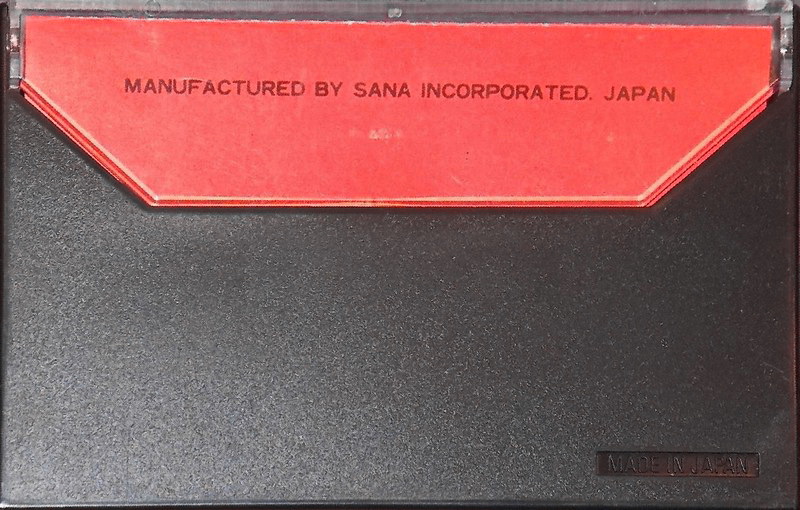 MANUFACTURED BY SANA INCORPORATED. JAPAN
MADE IN JAPAN